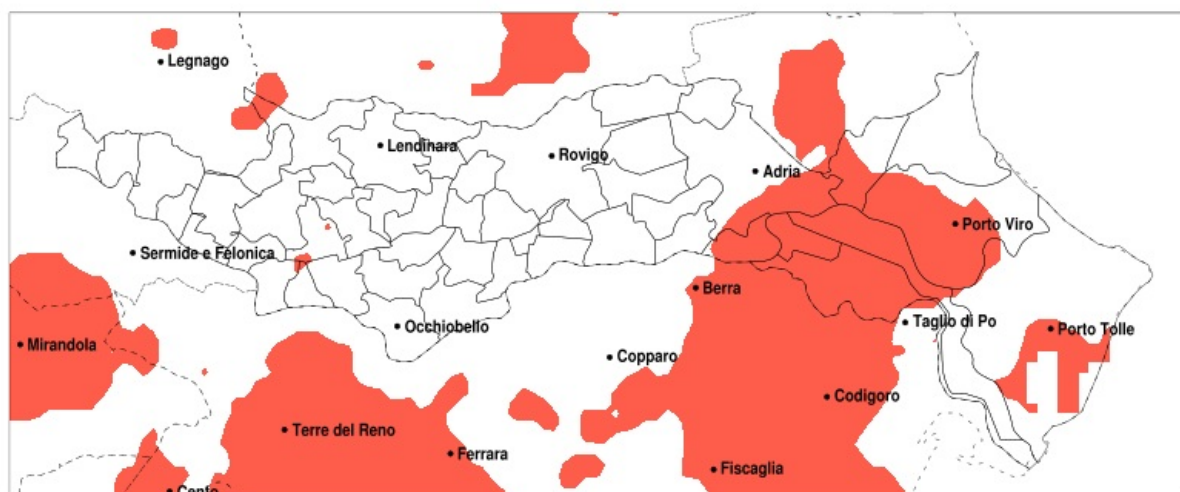 Legnago
Lendinara
Rovigo
Adria
Porto Viro
Sermide e Felonica
Berra
Taglio di Po
Occhiobello
Porto Tolle
Mirandola
Copparo
Codigoro
Terre del Reno
Ferrara
Fiscaglia
Cento